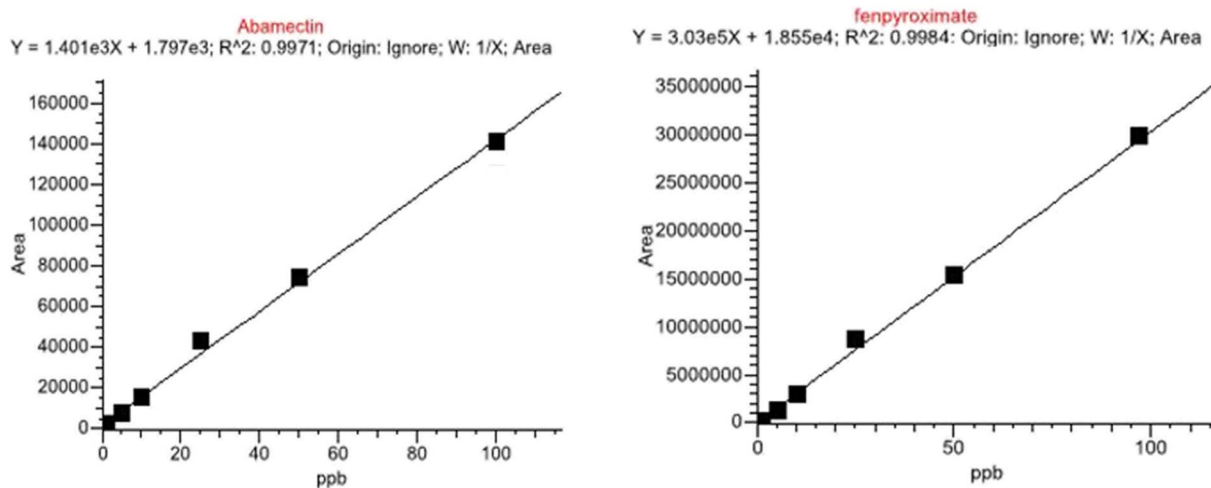 Abamectin
Y = 1.401e3X + 1.797e3; R^2: 0.9971; Origin: Ignore; W: 1/X; Area
160000
140000
120000
100000
80000
60000
40000
20000
0
Area
0 20 40 60 80 100
ppb
fenpyroximate
Y = 3.03e5X + 1.855e4; R^2: 0.9984: Origin: Ignore; W: 1/X; Area
35000000
30000000
25000000
20000000
15000000
10000000
5000000
0
Area
0 50 100
ppb